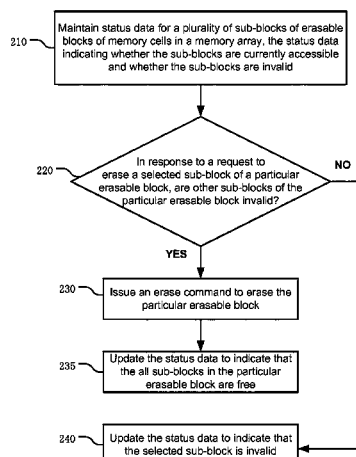 210
Maintain status data for a plurality of sub-blocks of erasable
blocks of memory cells in a memory array, the status data
indicating whether the sub-blocks are currently accessible
and whether the sub-blocks are invalid
220
In response to a request to
erase a selected sub-block of a particular
erasable block, are other sub-blocks of the
particular erasable block invalid?
NO
YES
230
Issue an erase command to erase the
particular erasable block
235
Update the status data to indicate that
the all sub-blocks in the particular
erasable block are free
240
Update the status data to indicate that
the selected sub-block is invalid